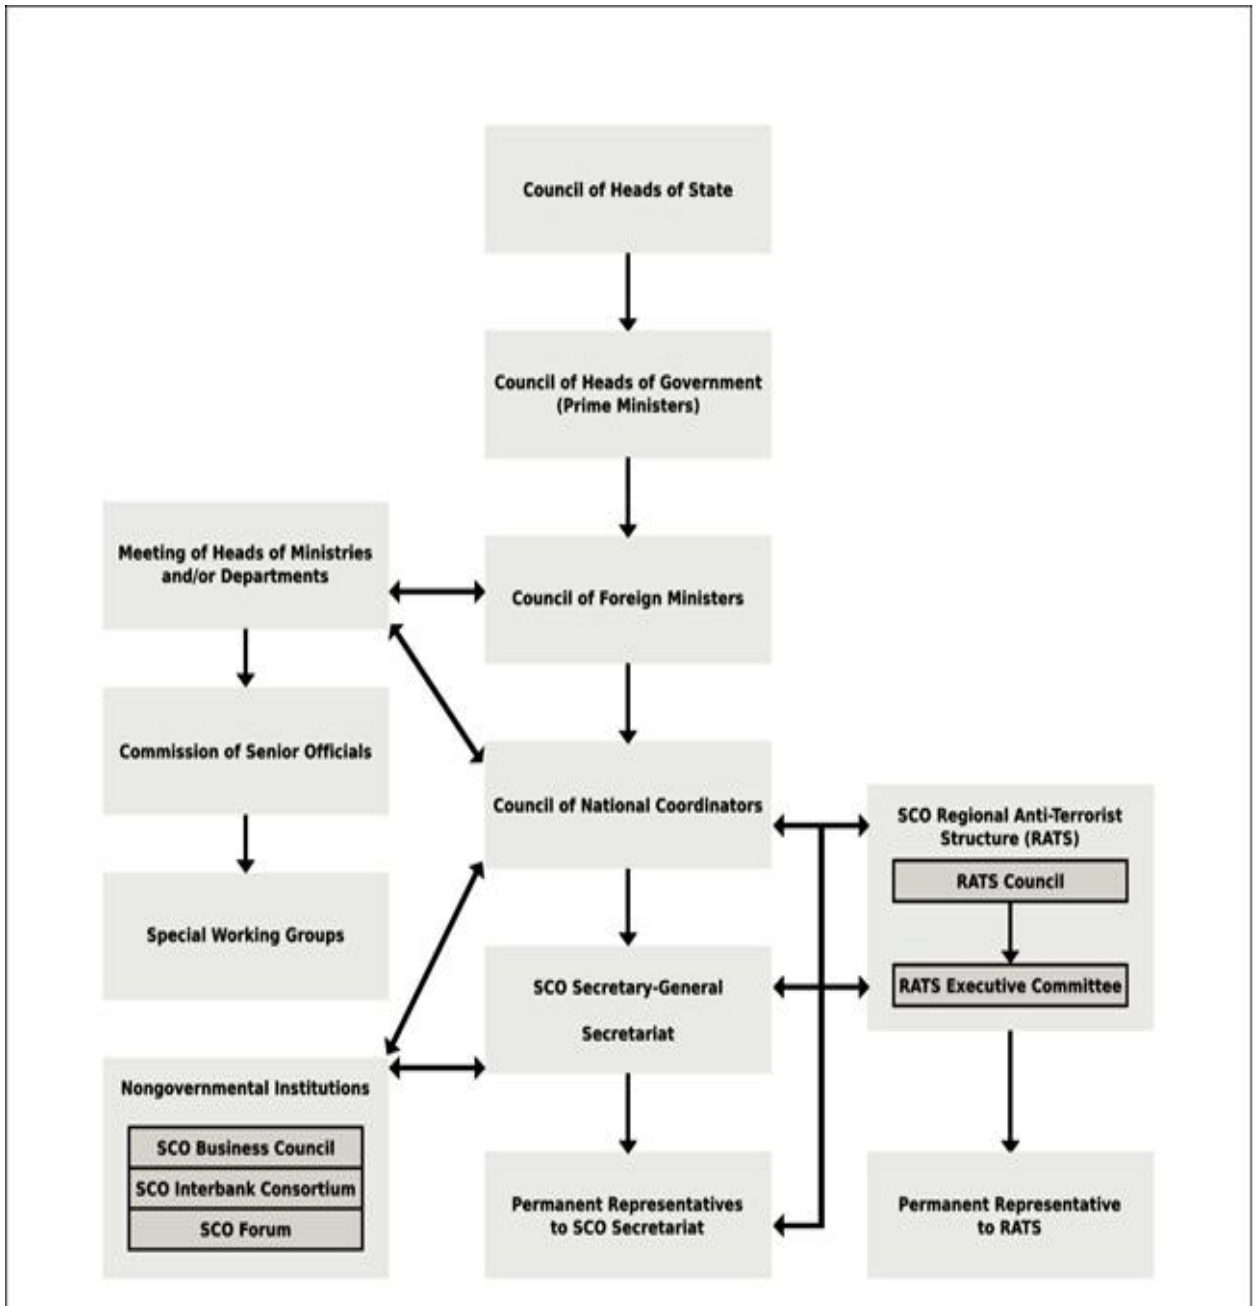 Council of Heads of State
Council of Heads of Government
(Prime Ministers)
Meeting of Heads of Ministries
and/or Departments
Council of Foreign Ministers
Commission of Senior Officials
Council of National Coordinators
SCO Regional Anti-Terrorist
Structure (RATS)
RATS Council
RATS Executive Committee
Special Working Groups
SCO Secretary-General
Secretariat
Nongovernmental Institutions
SCO Business Council
SCO Interbank Consortium
SCO Forum
Permanent Representatives
to SCO Secretariat
Permanent Representative
to RATS